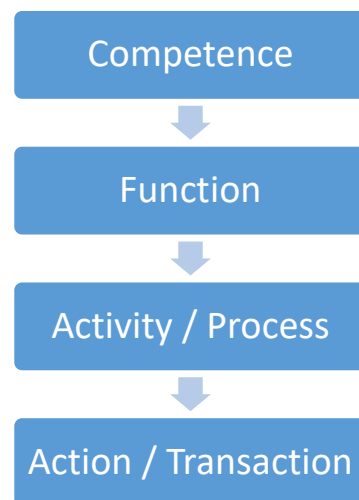 Competence
Function
Activity / Process
Action / Transaction